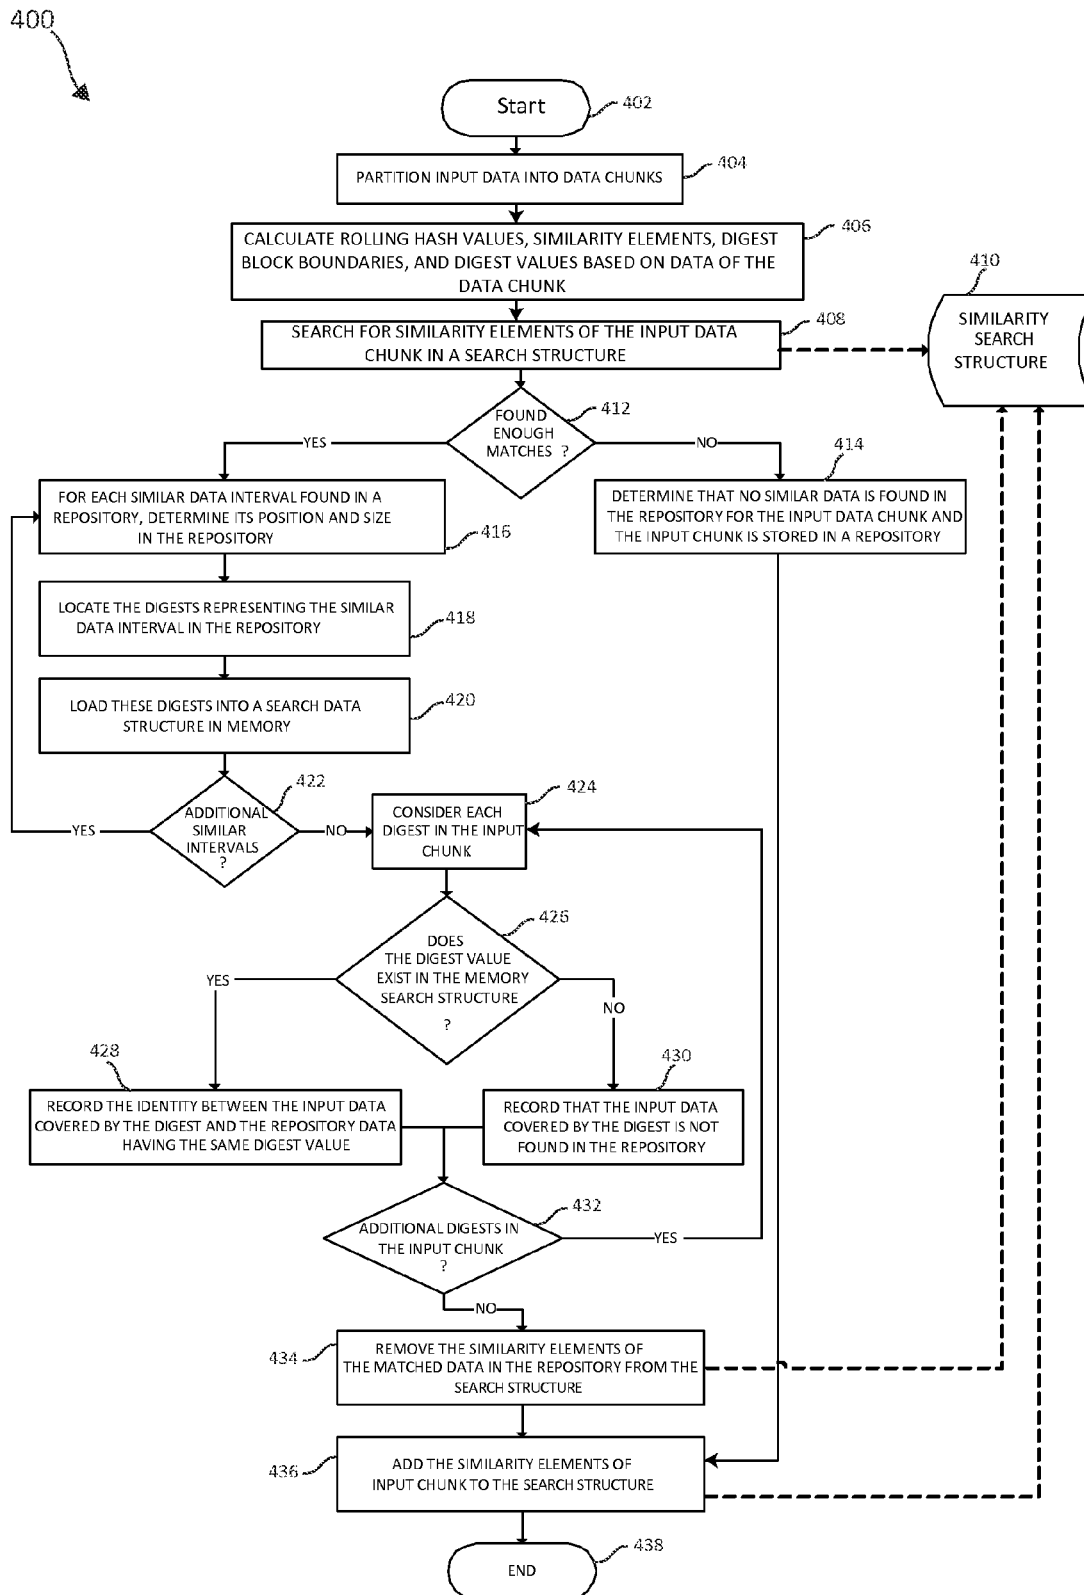 400
Start
402
PARTITION INPUT DATA INTO DATA CHUNKS
404
CALCULATE ROLLING HASH VALUES, SIMILARITY ELEMENTS, DIGEST
BLOCK BOUNDARIES, AND DIGEST VALUES BASED ON DATA OF THE
DATA CHUNK
406
SEARCH FOR SIMILARITY ELEMENTS OF THE INPUT DATA
CHUNK IN A SEARCH STRUCTURE
408
410
SIMILARITY
SEARCH
STRUCTURE
FOUND
ENOUGH
MATCHES ?
412
YES
NO
414
DETERMINE THAT NO SIMILAR DATA IS FOUND IN
THE REPOSITORY FOR THE INPUT DATA CHUNK AND
THE INPUT CHUNK IS STORED IN A REPOSITORY
FOR EACH SIMILAR DATA INTERVAL FOUND IN A
REPOSITORY, DETERMINE ITS POSITION AND SIZE
IN THE REPOSITORY
416
LOCATE THE DIGESTS REPRESENTING THE SIMILAR
DATA INTERVAL IN THE REPOSITORY
418
LOAD THESE DIGESTS INTO A SEARCH DATA
STRUCTURE IN MEMORY
420
ADDITIONAL
SIMILAR
INTERVALS
?
422
YES
NO
CONSIDER EACH
DIGEST IN THE INPUT
CHUNK
424
DOES
THE DIGEST VALUE
EXIST IN THE MEMORY
SEARCH STRUCTURE
?
426
YES
NO
428
RECORD THE IDENTITY BETWEEN THE INPUT DATA
COVERED BY THE DIGEST AND THE REPOSITORY DATA
HAVING THE SAME DIGEST VALUE
430
RECORD THAT THE INPUT DATA
COVERED BY THE DIGEST IS NOT
FOUND IN THE REPOSITORY
ADDITIONAL DIGESTS IN
THE INPUT CHUNK
?
432
YES
NO
434
REMOVE THE SIMILARITY ELEMENTS OF
THE MATCHED DATA IN THE REPOSITORY FROM THE
SEARCH STRUCTURE
436
ADD THE SIMILARITY ELEMENTS OF
INPUT CHUNK TO THE SEARCH STRUCTURE
END
438